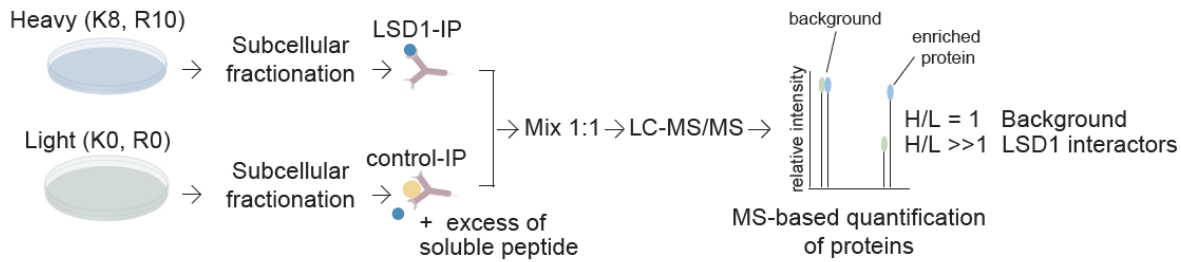 Heavy (K8, R10)
Subcellular
fractionation
LSD1-IP
Light (K0, R0)
Subcellular
fractionation
control-IP
+ excess of
soluble peptide
Mix 1:1
LC-MS/MS
background
enriched
protein
relative intensity
H/L = 1 Background
H/L >>1 LSD1 interactors
MS-based quantification
of proteins